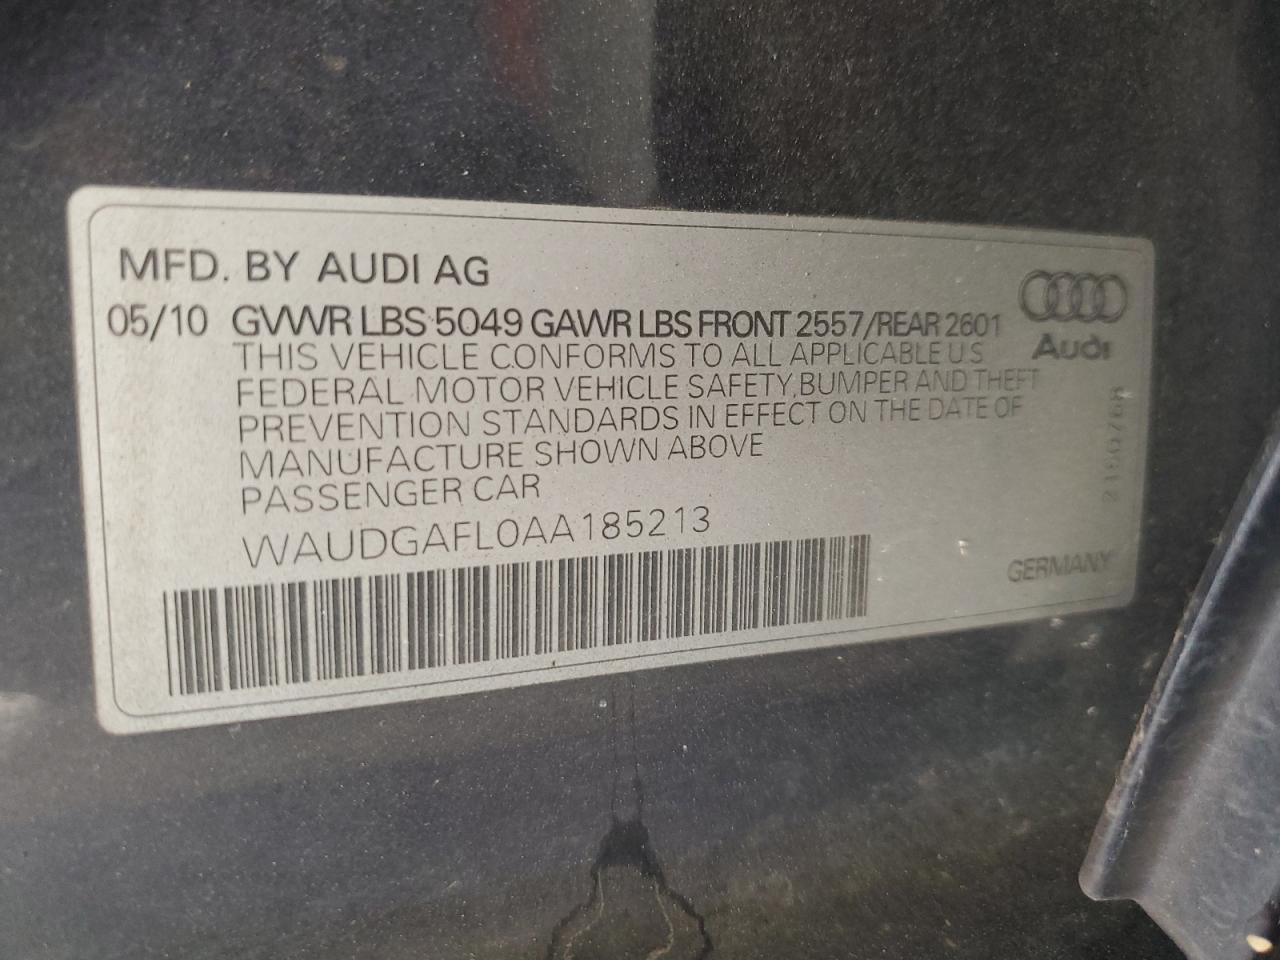 MFD. BY AUDI AG
05/10 GVWR LBS 5049 GAWR LBS FRONT 2557/REAR 2601
THIS VEHICLE CONFORMS TO ALL APPLICABLE U.S
FEDERAL MOTOR VEHICLE SAFETY, BUMPER AND THEFT
PREVENTION STANDARDS IN EFFECT ON THE DATE OF
MANUFACTURE SHOWN ABOVE
PASSENGER CAR
WAUDGAFL0AA185213
Audi
GERMANY